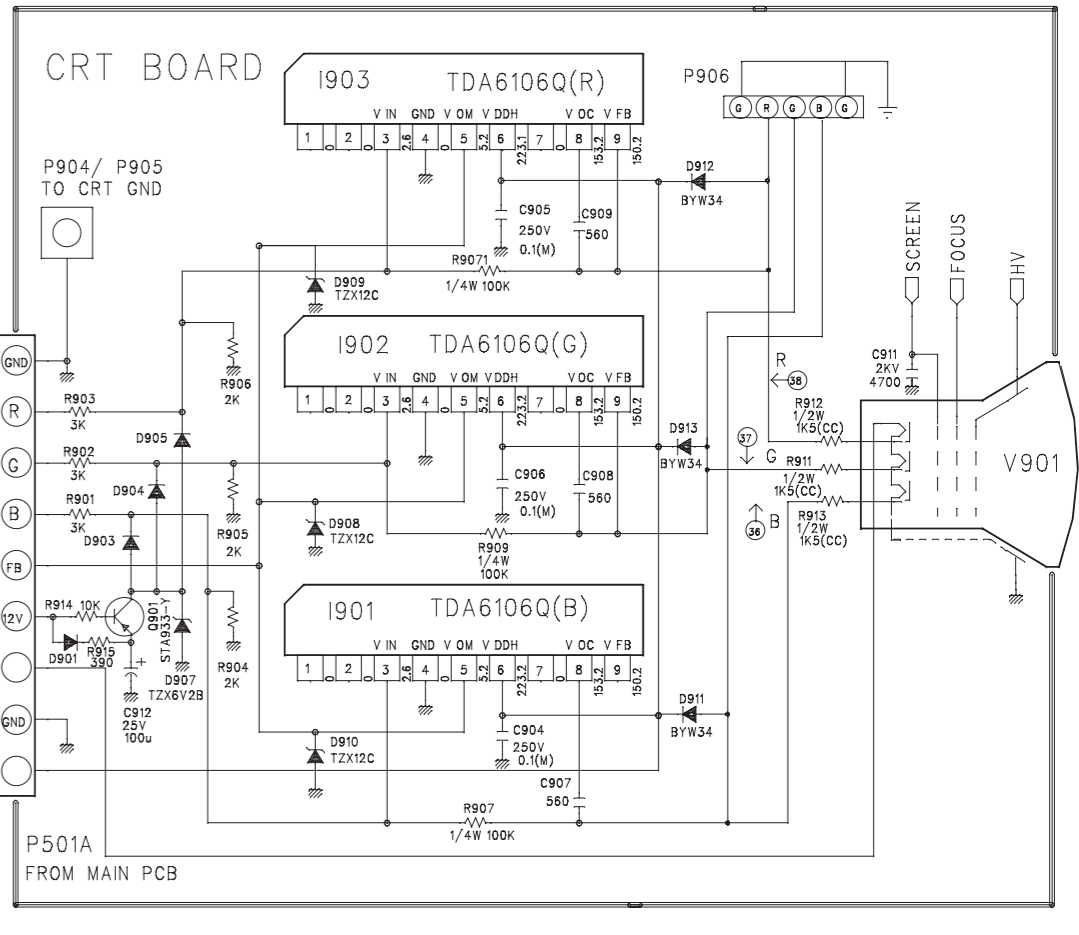 CRT BOARD
I903 TDA6106Q(R)
V IN GND V OM V DDH V OC V FB
1 0 2 0 3 2.6 4 5 5.2 6 223.1 7 0 8 153.2 9 150.2
P906
G R G B G
P904/ P905
TO CRT GND
D912
BYW34
C905
250V
0.1(M)
C909
560
R9071
1/4W 100K
D909
TZX12C
SCREEN
FOCUS
HV
I902 TDA6106Q(G)
V IN GND V OM V DDH V OC V FB
1 0 2 0 3 2.6 4 5 5.2 6 223.2 7 0 8 153.2 9 150.2
GND
R
G
B
FB
12V
GND
R906
2K
R903
3K
D905
R902
3K
D904
R901
3K
D903
R905
2K
D908
TZX12C
C906
250V
0.1(M)
C908
560
R909
1/4W
100K
D913
BYW34
R
38
37
G
36
B
C911
2KV
4700
R912
1/2W
1K5(CC)
R911
1/2W
1K5(CC)
R913
1/2W
1K5(CC)
V901
I901 TDA6106Q(B)
V IN GND V OM V DDH V OC V FB
1 0 2 0 3 2.6 4 5 5.2 6 223.2 7 0 8 153.2 9 150.2
R914 10K
Q901
STA933-Y
D901
R915
390
+
C912
25V
100u
D907
TZX6V2B
R904
2K
D910
TZX12C
C904
250V
0.1(M)
C907
560
D911
BYW34
R907
1/4W 100K
P501A
FROM MAIN PCB